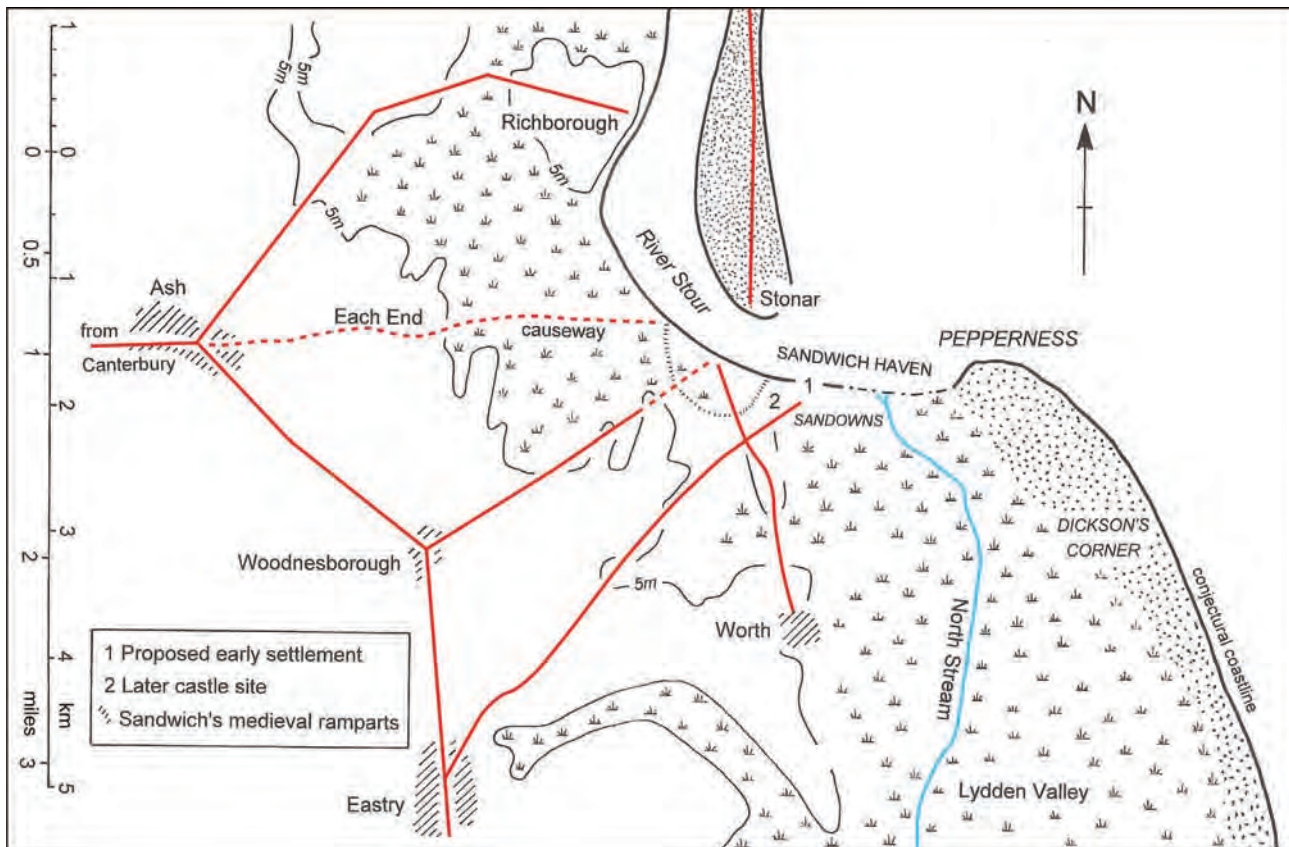 1
0
0
0.5
1
1
2
3
2
4
3
5
miles
km
5m
5m
5m
5m
5m
5m
Richborough
N
River Stour
Stonar
Ash
from
Canterbury
Each End
causeway
SANDWICH HAVEN
PEPPERNESS
1
2
SANDOWNS
DICKSON'S
CORNER
conjectural coastline
Woodnesborough
Worth
North Stream
Lydden Valley
Eastry
1 Proposed early settlement
2 Later castle site
Sandwich's medieval ramparts